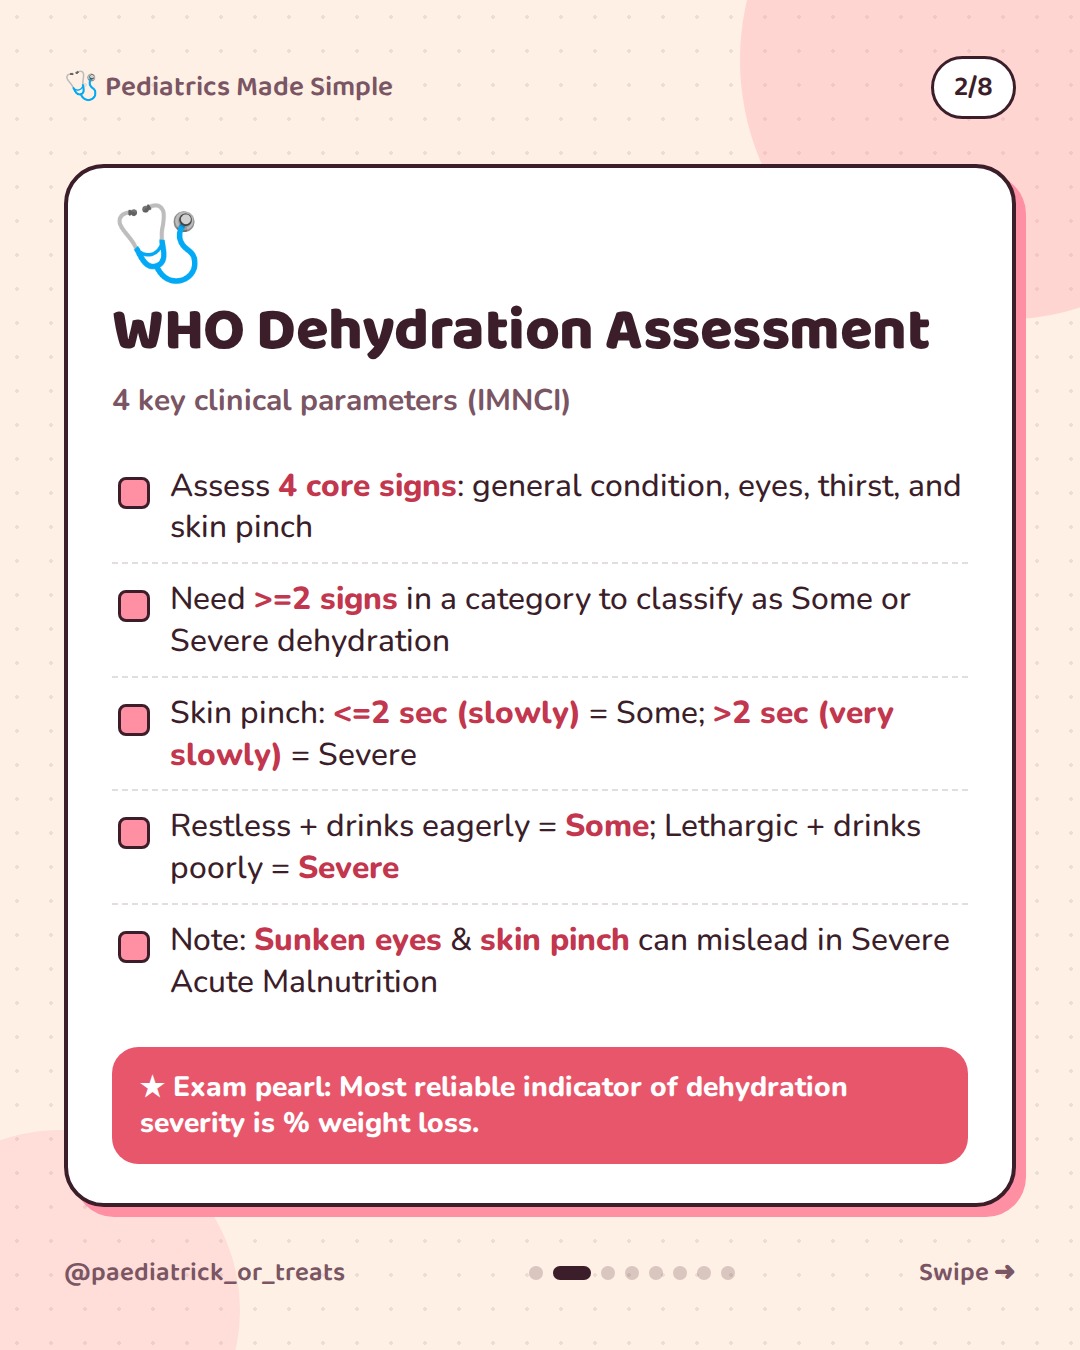 Pediatrics Made Simple
2/8
WHO Dehydration Assessment
4 key clinical parameters (IMNCI)
Assess 4 core signs: general condition, eyes, thirst, and
skin pinch
Need >=2 signs in a category to classify as Some or
Severe dehydration
Skin pinch: <=2 sec (slowly) = Some; >2 sec (very
slowly) = Severe
Restless + drinks eagerly = Some; Lethargic + drinks
poorly = Severe
Note: Sunken eyes & skin pinch can mislead in Severe
Acute Malnutrition
★ Exam pearl: Most reliable indicator of dehydration
severity is % weight loss.
@paediatrick_or_treats
Swipe ➜